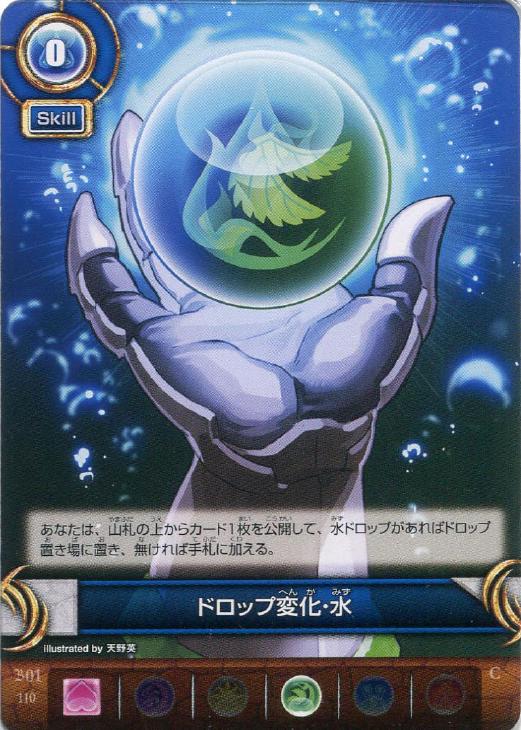 0
Skill
あなたは、山札の上からカード1枚を公開して、水ドロップがあればドロップ
置き場に置き、無ければ手札に加える。
ドロップ変化・水
illustrated by 天野英
B01
110
C